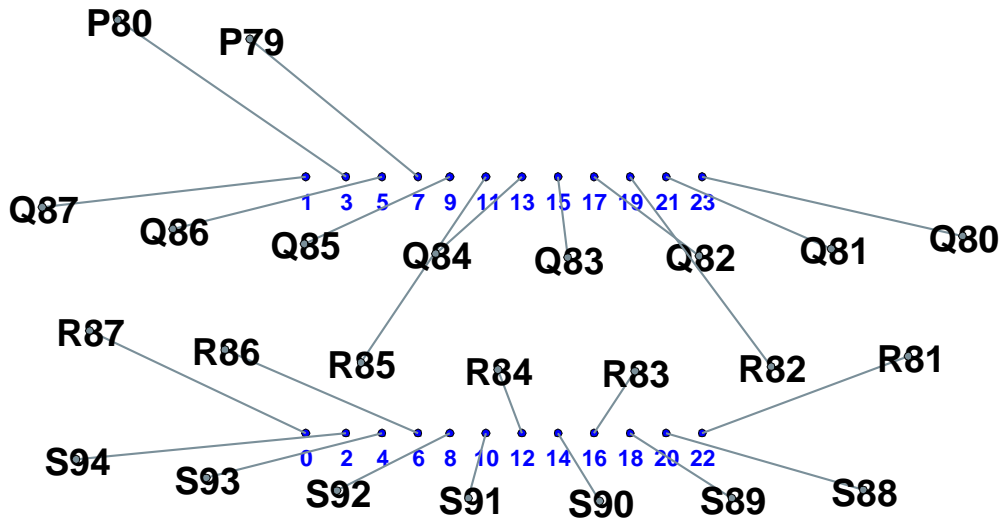 P80
P79
1 3 5 7 9 11 13 15 17 19 21 23
Q87 Q86 Q85 Q84 Q83 Q82 Q81 Q80
R87 R86 R85 R84 R83 R82 R81
0 2 4 6 8 10 12 14 16 18 20 22
S94 S93 S92 S91 S90 S89 S88